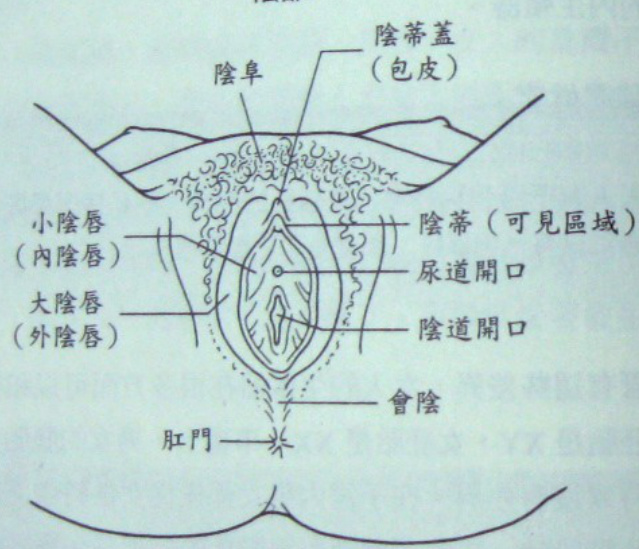 陰蒂蓋
(包皮)
陰阜
小陰唇
(內陰唇)
陰蒂(可見區域)
尿道開口
大陰唇
(外陰唇)
陰道開口
會陰
肛門